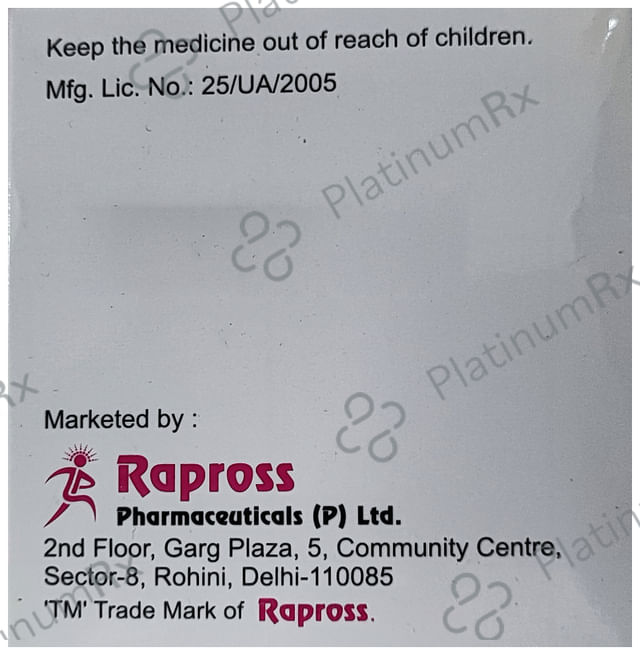 Keep the medicine out of reach of children.
Mfg. Lic. No.: 25/UA/2005
PlatinumRx
PlatinumRx
Marketed by :
Rapross
Pharmaceuticals (P) Ltd.
2nd Floor, Garg Plaza, 5, Community Centre,
Sector-8, Rohini, Delhi-110085
'TM' Trade Mark of Rapross.